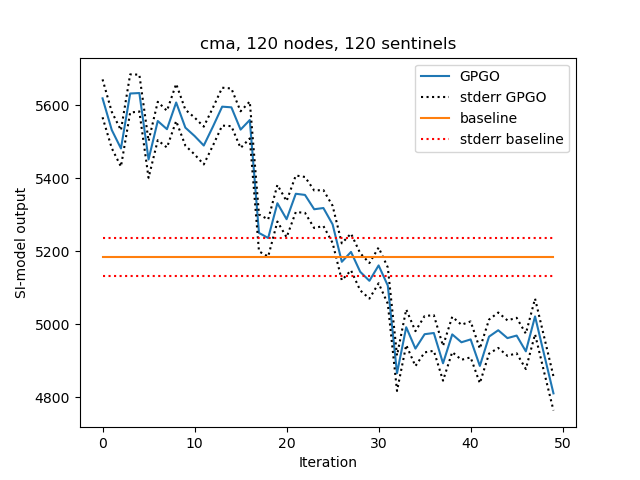 cma, 120 nodes, 120 sentinels
GPGO
stderr GPGO
baseline
stderr baseline
SI-model output
5600
5400
5200
5000
4800
0 10 20 30 40 50
Iteration